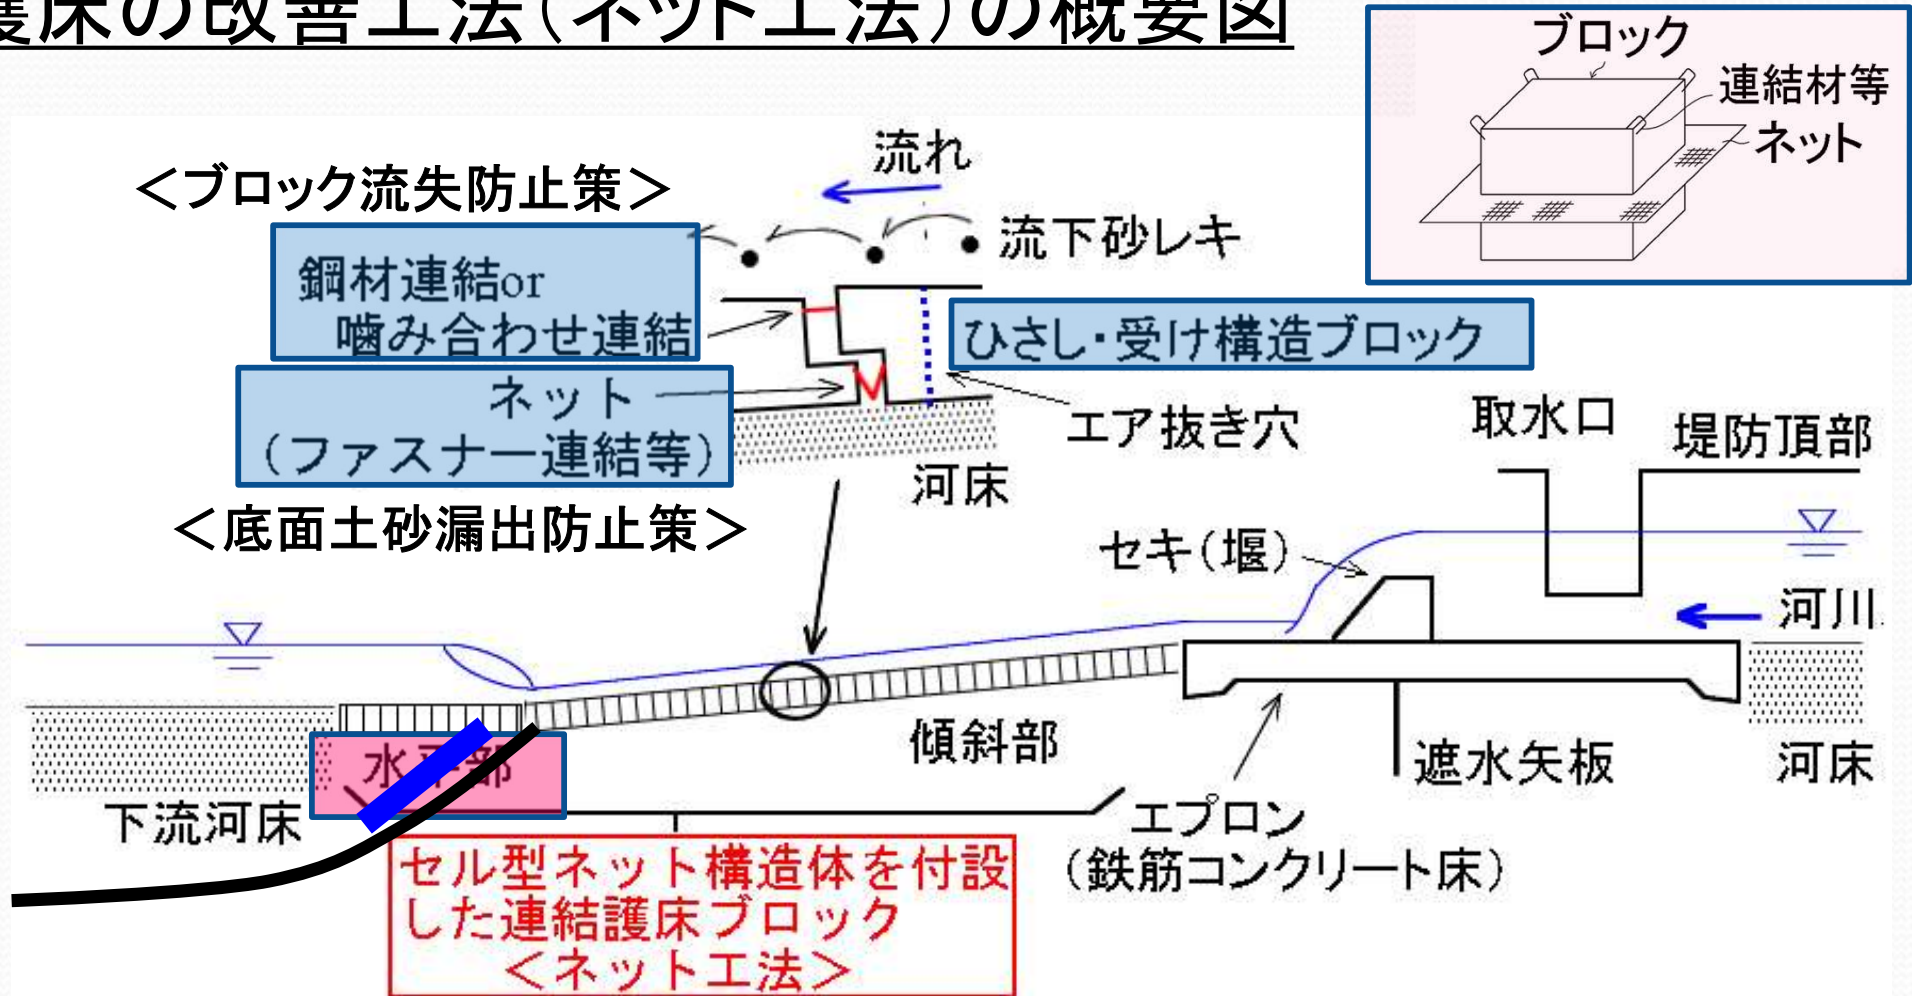 護床の改善工法（ネット工法）の概要図
ブロック
連結材等
ネット
＜ブロック流失防止策＞
流れ
流下砂レキ
鋼材連結or
噛み合わせ連結
ひさし・受け構造ブロック
ネット
（ファスナー連結等）
エア抜き穴
河床
＜底面土砂漏出防止策＞
取水口
堤防頂部
セキ（堰）
河川
水平部
傾斜部
遮水矢板
河床
下流河床
エプロン
（鉄筋コンクリート床）
セル型ネット構造体を付設
した連結護床ブロック
＜ネット工法＞